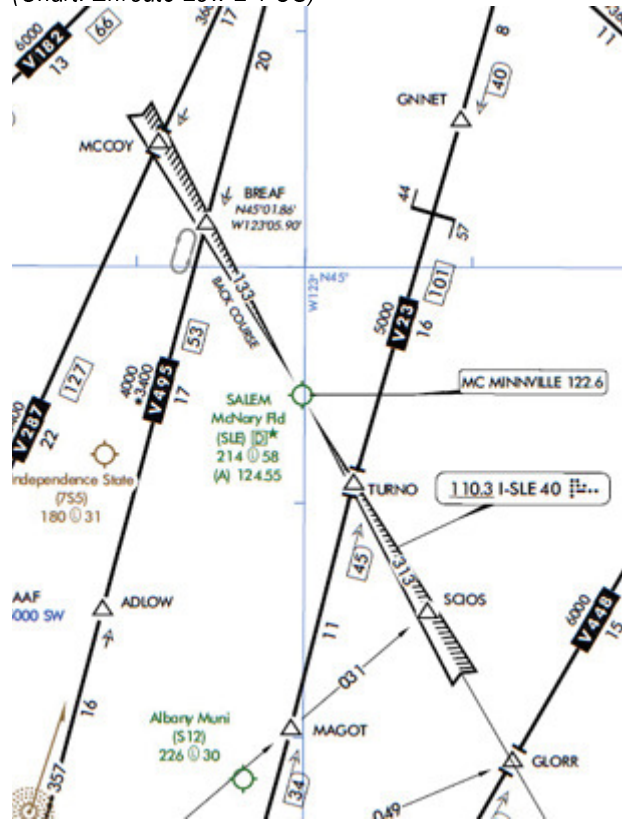 6000
V182
13
66
17
20
8
11
GNNET
40
MCCOY
BREAF
N45°01.86'
W123°05.90'
44
57
133
BACK COURSE
W123°
N45°
101
5000
V23
16
53
4000
*3400
V495
17
127
V287
22
MC MINNVILLE 122.6
SALEM
McNary Fld
(SLE) D★
214 L 58
(A) 124.55
ndependence State
(7S5)
180 L 31
TURNO
110.3 I-SLE 40
45
313
AAF
000 SW
ADLOW
SCIOS
6000
V448
15
11
031
16
Albany Muni
(S12)
226 L 30
MAGOT
GLORR
357
34
049